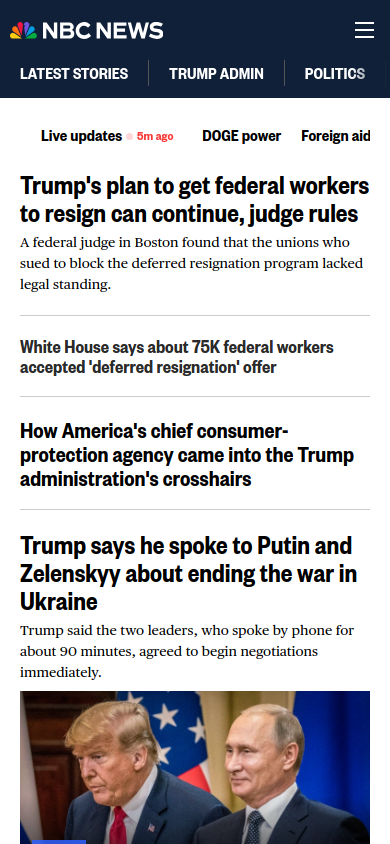 NBC NEWS
LATEST STORIES
TRUMP ADMIN
POLITICS
Live updates 5m ago
DOGE power
Foreign aid
Trump's plan to get federal workers
to resign can continue, judge rules
A federal judge in Boston found that the unions who
sued to block the deferred resignation program lacked
legal standing.
White House says about 75K federal workers
accepted 'deferred resignation' offer
How America's chief consumer-
protection agency came into the Trump
administration's crosshairs
Trump says he spoke to Putin and
Zelenskyy about ending the war in
Ukraine
Trump said the two leaders, who spoke by phone for
about 90 minutes, agreed to begin negotiations
immediately.